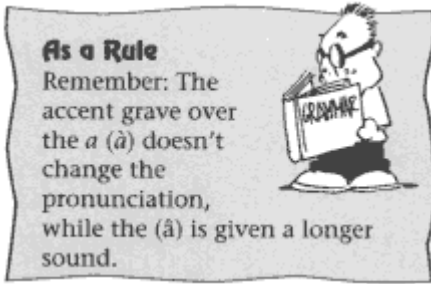 As a Rule
Remember: The
accent grave over
the a (à) doesn't
change the
pronunciation,
while the (â) is given a longer
sound.
GRAMMAR